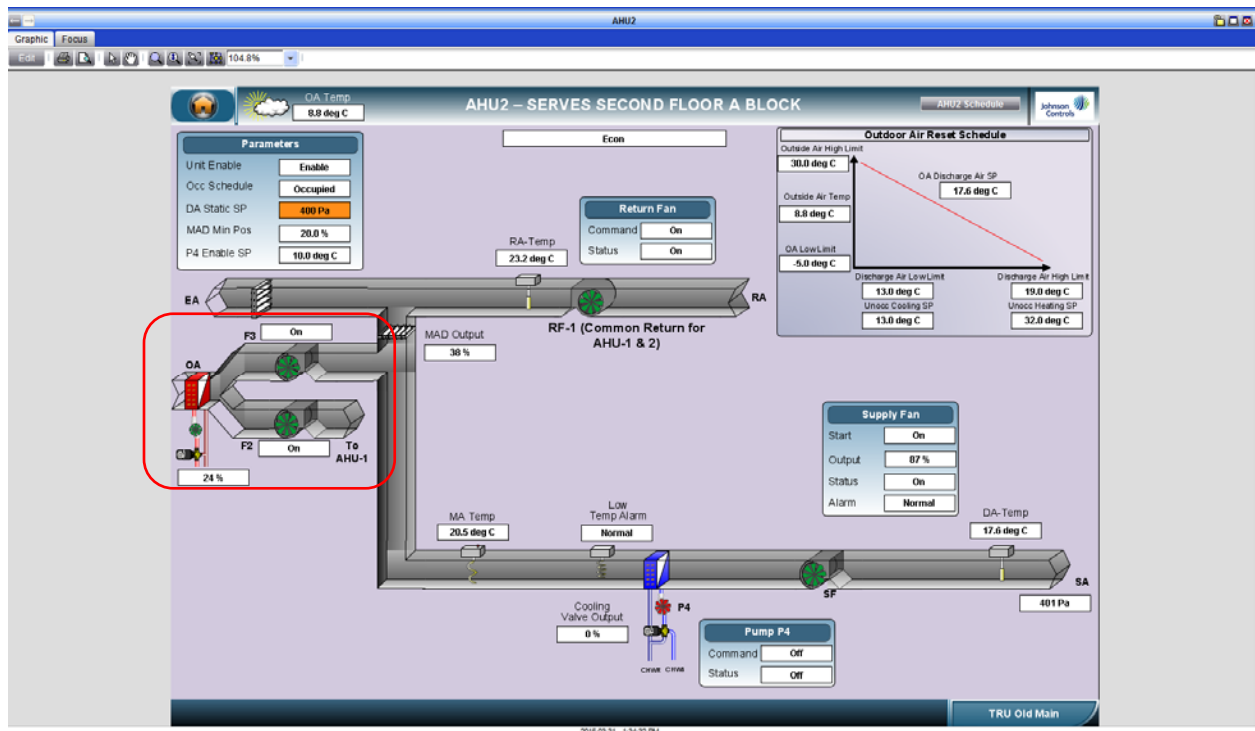 AHU2
Graphic Focus
Edit 104.8%
OA Temp
8.8 deg C
AHU2 – SERVES SECOND FLOOR A BLOCK
AHU2 Schedule
Johnson Controls
Parameters
Unit Enable Enable
Occ Schedule Occupied
DA Static SP 400 Pa
MAD Min Pos 20.0 %
P4 Enable SP 10.0 deg C
Econ
Return Fan
Command On
Status On
RA-Temp
23.2 deg C
Outdoor Air Reset Schedule
Outside Air High Limit
30.0 deg C
OA Discharge Air SP
17.6 deg C
Outside Air Temp
8.8 deg C
OA LowLimit
-5.0 deg C
Discharge Air LowLimit
13.0 deg C
Unocc Cooling SP
13.0 deg C
Discharge Air High Limit
19.0 deg C
Unocc Heating SP
32.0 deg C
EA
RA
RF-1 (Common Return for
AHU-1 & 2)
MAD Output
38 %
F3 On
OA
F2 On
To
AHU-1
24 %
Supply Fan
Start On
Output 87 %
Status On
Alarm Normal
MA Temp
20.5 deg C
Low
Temp Alarm
Normal
DA-Temp
17.6 deg C
SA
401 Pa
SF
Cooling
Valve Output
0 %
P4
CHWR CHWS
Pump P4
Command Off
Status Off
TRU Old Main